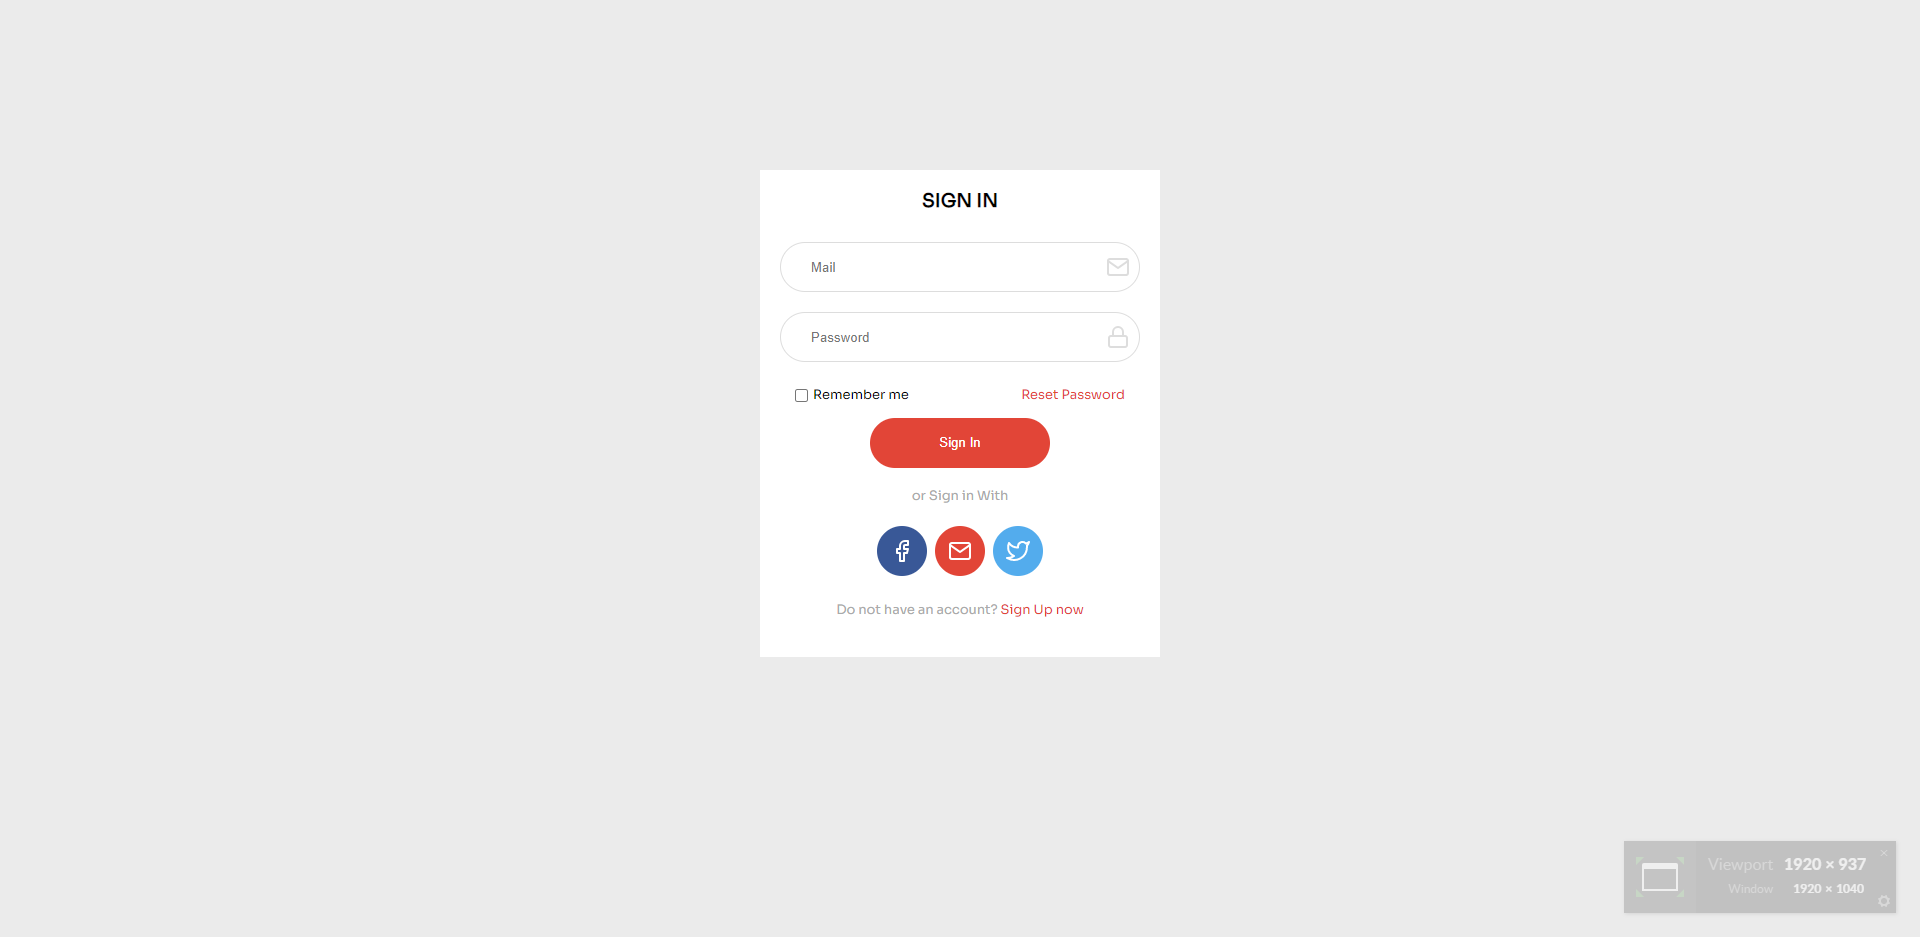 SIGN IN
Mail
Password
Remember me
Reset Password
Sign In
or Sign in With
Do not have an account? Sign Up now
Viewport 1920 × 937
Window 1920 × 1040